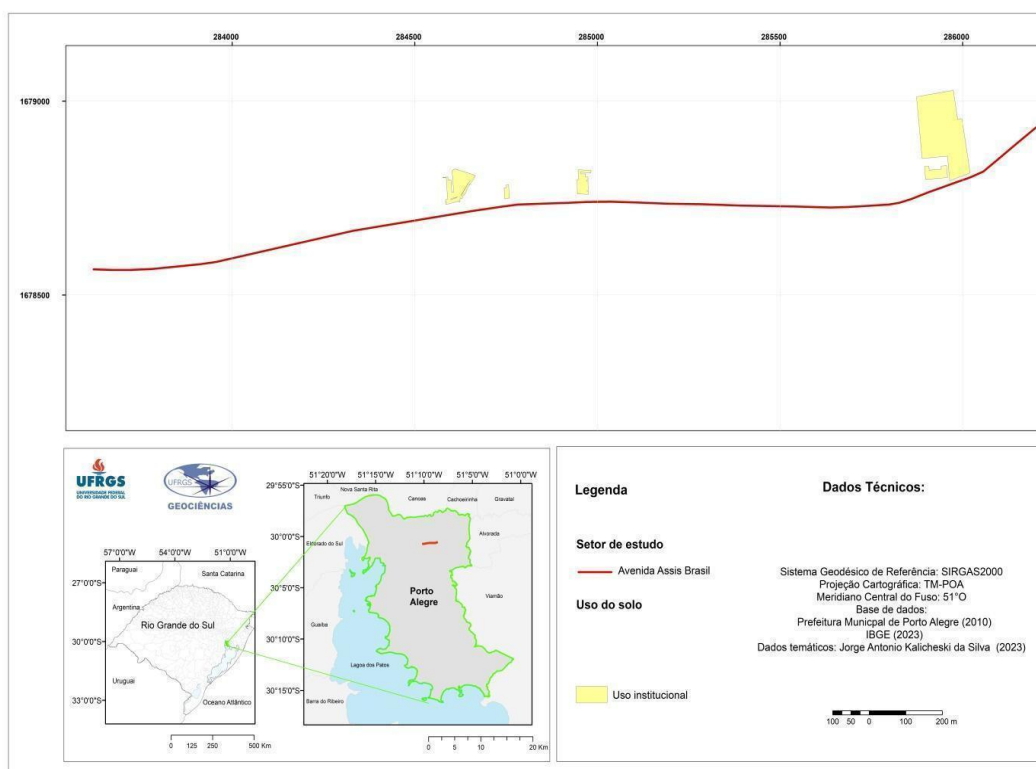 284000 284500 285000 285500 286000
1679000
1678500
UFRGS
UNIVERSIDADE FEDERAL
DO RIO GRANDE DO SUL
UFRGS
GEOCIÊNCIAS
57°0'0"W 54°0'0"W 51°0'0"W
27°0'0"S
30°0'0"S
33°0'0"S
Paraguai
Santa Catarina
Argentina
Rio Grande do Sul
Uruguai
Oceano Atlântico
0 125 250 500 Km
51°20'0"W 51°15'0"W 51°10'0"W 51°5'0"W 51°0'0"W
29°55'0"S
30°0'0"S
30°5'0"S
30°10'0"S
30°15'0"S
Nova Santa Rita
Triunfo
Canoas
Cachoeirinha
Gravataí
Eldorado do Sul
Alvorada
Porto
Alegre
Viamão
Guaíba
Lagoa dos Patos
Barra do Ribeiro
0 5 10 20 Km
Legenda
Setor de estudo
Avenida Assis Brasil
Uso do solo
Uso institucional
Dados Técnicos:
Sistema Geodésico de Referência: SIRGAS2000
Projeção Cartográfica: TM-POA
Meridiano Central do Fuso: 51°O
Base de dados:
Prefeitura Municpal de Porto Alegre (2010)
IBGE (2023)
Dados temáticos: Jorge Antonio Kalicheski da Silva (2023)
100 50 0 100 200 m